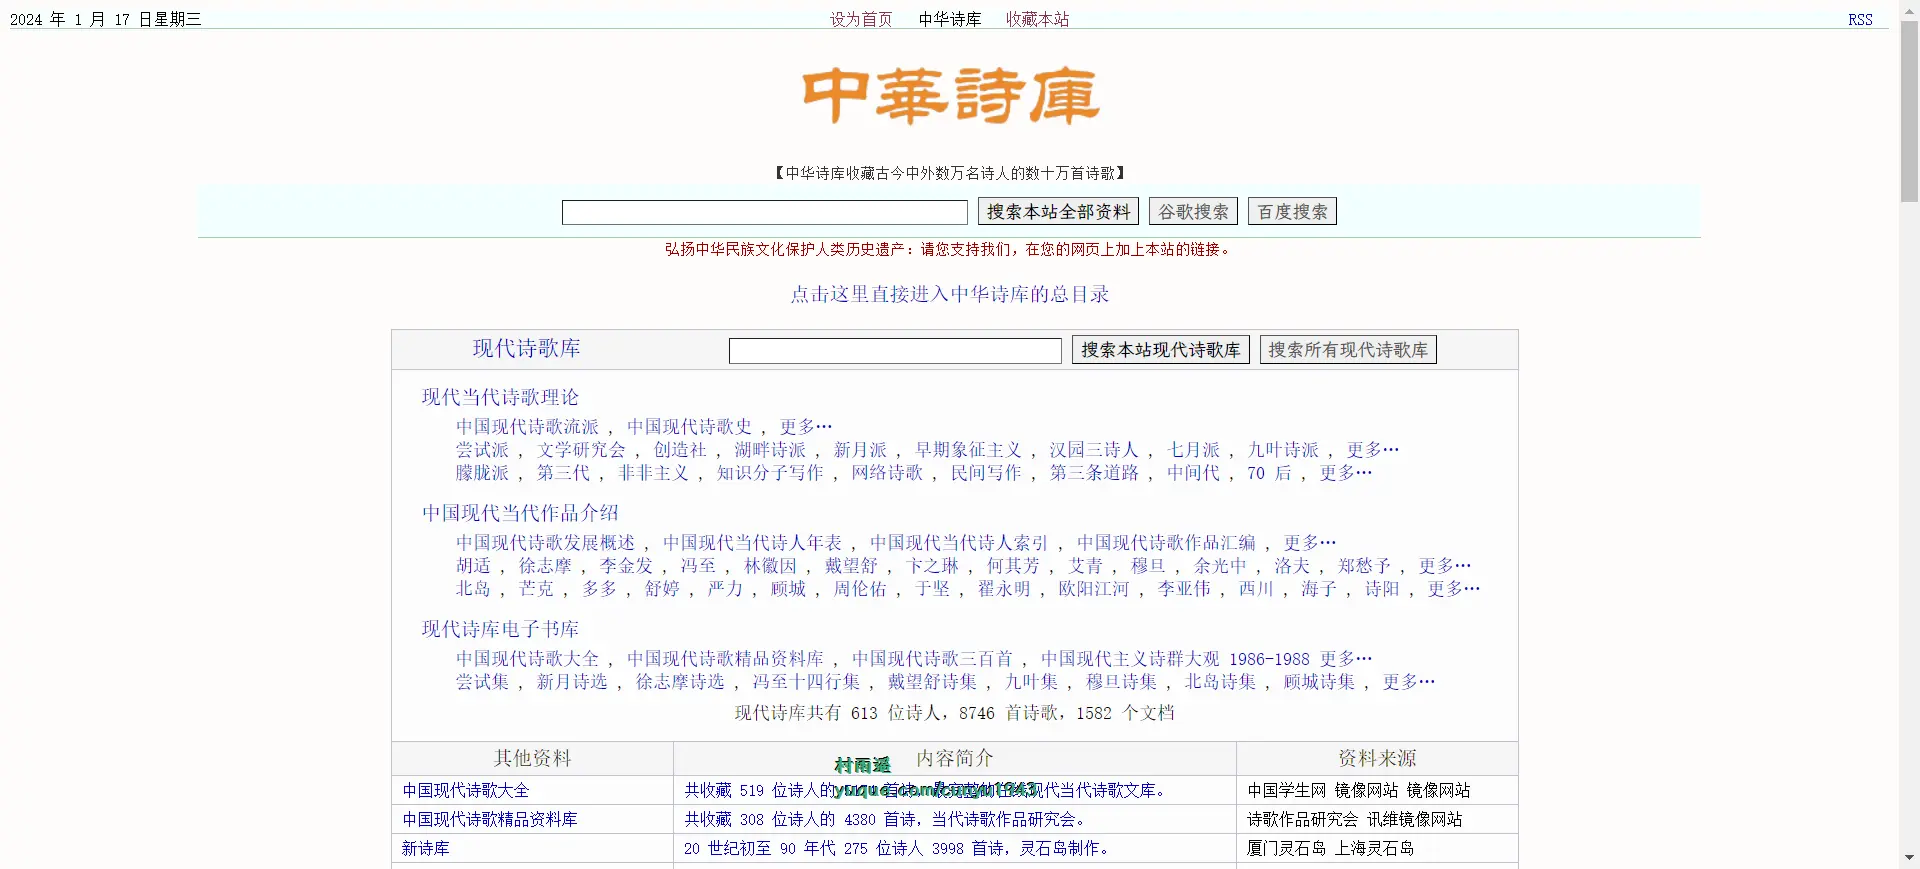 2024 年 1 月 17 日星期三 设为首页 中华诗库 收藏本站 RSS
中華詩庫
【中华诗库收藏古今中外数万名诗人的数十万首诗歌】
搜索本站全部资料 谷歌搜索 百度搜索
弘扬中华民族文化保护人类历史遗产：请您支持我们，在您的网页上加上本站的链接。
点击这里直接进入中华诗库的总目录
现代诗歌库 搜索本站现代诗歌库 搜索所有现代诗歌库
现代当代诗歌理论
中国现代诗歌流派 , 中国现代诗歌史 , 更多…
尝试派 , 文学研究会 , 创造社 , 湖畔诗派 , 新月派 , 早期象征主义 , 汉园三诗人 , 七月派 , 九叶诗派 , 更多…
朦胧派 , 第三代 , 非非主义 , 知识分子写作 , 网络诗歌 , 民间写作 , 第三条道路 , 中间代 , 70 后 , 更多…
中国现代当代作品介绍
中国现代诗歌发展概述 , 中国现代当代诗人年表 , 中国现代当代诗人索引 , 中国现代诗歌作品汇编 , 更多…
胡适 , 徐志摩 , 李金发 , 冯至 , 林徽因 , 戴望舒 , 卞之琳 , 何其芳 , 艾青 , 穆旦 , 余光中 , 洛夫 , 郑愁予 , 更多…
北岛 , 芒克 , 多多 , 舒婷 , 严力 , 顾城 , 周伦佑 , 于坚 , 翟永明 , 欧阳江河 , 李亚伟 , 西川 , 海子 , 诗阳 , 更多…
现代诗库电子书库
中国现代诗歌大全 , 中国现代诗歌精品资料库 , 中国现代诗歌三百首 , 中国现代主义诗群大观 1986-1988 更多…
尝试集 , 新月诗选 , 徐志摩诗选 , 冯至十四行集 , 戴望舒诗集 , 九叶集 , 穆旦诗集 , 北岛诗集 , 顾城诗集 , 更多…
现代诗库共有 613 位诗人，8746 首诗歌，1582 个文档
其他资料 内容简介 资料来源
村雨遥
中国现代诗歌大全 共收藏 519 位诗人的 首诗，最完整的在线现代当代诗歌文库。 中国学生网 镜像网站 镜像网站
yuque.com/cunyu1943
中国现代诗歌精品资料库 共收藏 308 位诗人的 4380 首诗，当代诗歌作品研究会。 诗歌作品研究会 讯维镜像网站
新诗库 20 世纪初至 90 年代 275 位诗人 3998 首诗，灵石岛制作。 厦门灵石岛 上海灵石岛